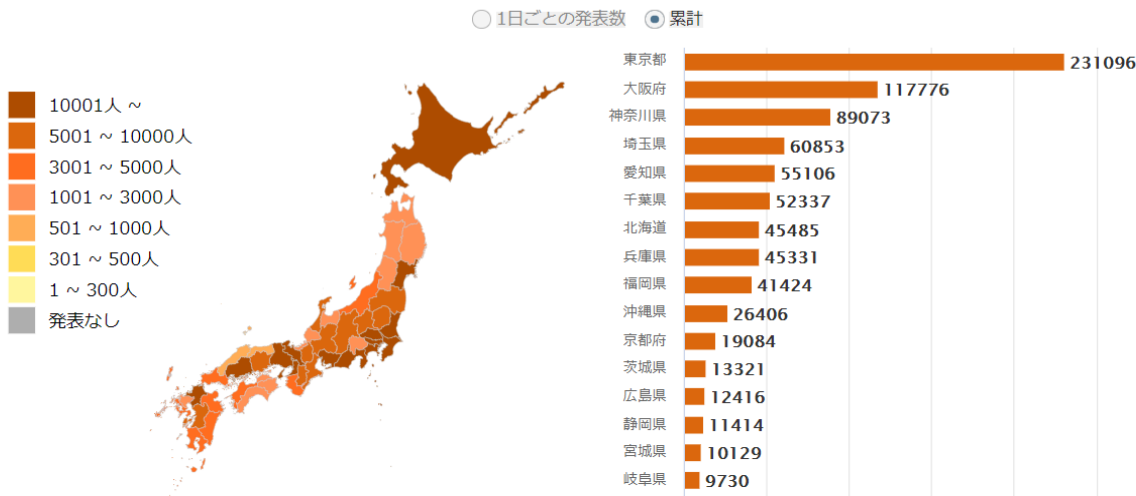 1日ごとの発表数 累計
10001人 ~
5001 ~ 10000人
3001 ~ 5000人
1001 ~ 3000人
501 ~ 1000人
301 ~ 500人
1 ~ 300人
発表なし
東京都 231096
大阪府 117776
神奈川県 89073
埼玉県 60853
愛知県 55106
千葉県 52337
北海道 45485
兵庫県 45331
福岡県 41424
沖縄県 26406
京都府 19084
茨城県 13321
広島県 12416
静岡県 11414
宮城県 10129
岐阜県 9730